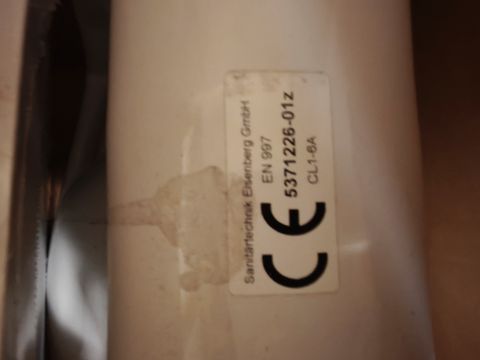 Sanitärtechnik Eisenberg GmbH
EN 997
5371226-01z
CL1-6A
CE